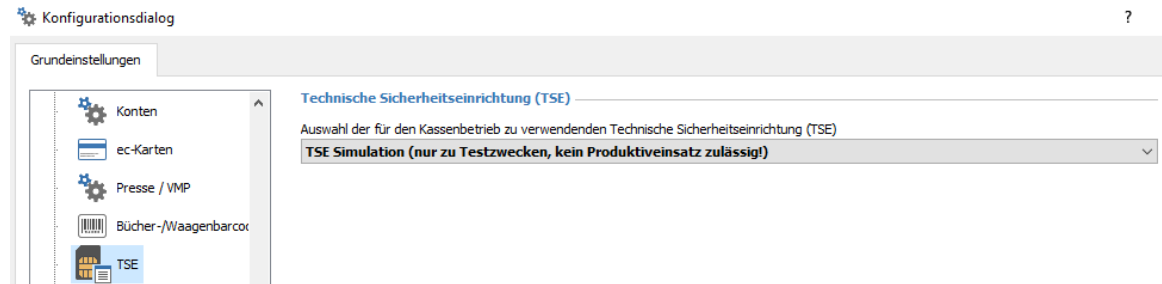 Konfigurationsdialog
?
Grundeinstellungen
Konten
ec-Karten
Presse / VMP
Bücher-/Waagenbarcod
TSE
Technische Sicherheitseinrichtung (TSE)
Auswahl der für den Kassenbetrieb zu verwendenden Technische Sicherheitseinrichtung (TSE)
TSE Simulation (nur zu Testzwecken, kein Produktiveinsatz zulässig!)